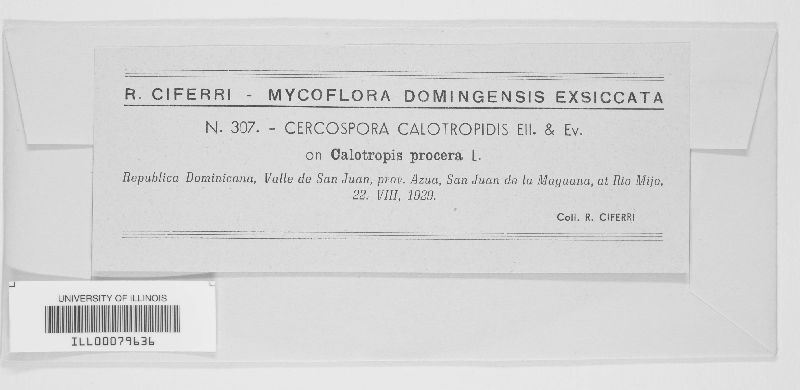 R. CIFERRI - MYCOFLORA DOMINGENSIS EXSICCATA
N. 307. - CERCOSPORA CALOTROPIDIS Ell. & Ev.
on Calotropis procera L.
Republica Dominicana, Valle de San Juan, prov. Azua, San Juan de la Maguana, at Rio Mijo,
22. VIII, 1929.
Coll. R. CIFERRI
UNIVERSITY OF ILLINOIS
ILL00079636